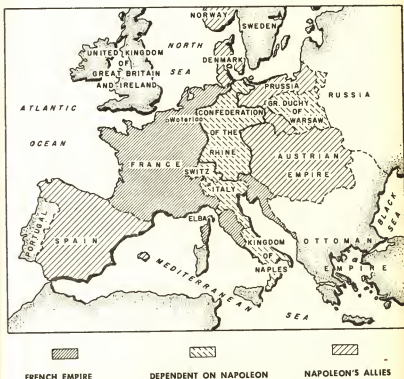 NORWAY
SWEDEN
NORTH
SEA
UNITED KINGDOM
OF
GREAT BRITAIN
AND IRELAND
DENMARK
PRUSSIA
RUSSIA
GR. DUCHY
OF
WARSAW
ATLANTIC
OCEAN
Waterloo
CONFEDERATION
OF THE
RHINE
FRANCE
AUSTRIAN
EMPIRE
SWITZ
ITALY
BLACK
SEA
ELBA
PORTUGAL
SPAIN
KINGDOM
OF
NAPLES
OTTOMAN
EMPIRE
MEDITERRANEAN
SEA
FRENCH EMPIRE
DEPENDENT ON NAPOLEON
NAPOLEON'S ALLIES